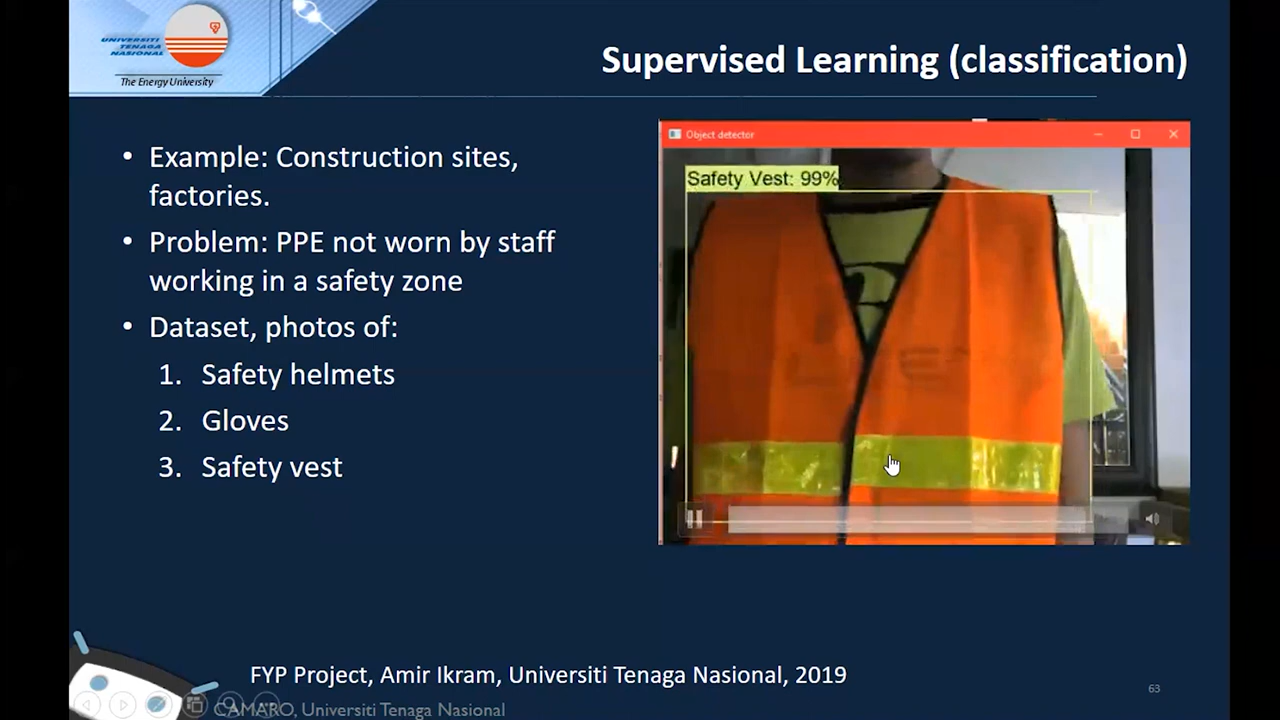 UNIVERSITI
TENAGA
NASIONAL
The Energy University
Supervised Learning (classification)
• Example: Construction sites,
factories.
• Problem: PPE not worn by staff
working in a safety zone
• Dataset, photos of:
1. Safety helmets
2. Gloves
3. Safety vest
Object detector
Safety Vest: 99%
FYP Project, Amir Ikram, Universiti Tenaga Nasional, 2019
63
CAMARO, Universiti Tenaga Nasional